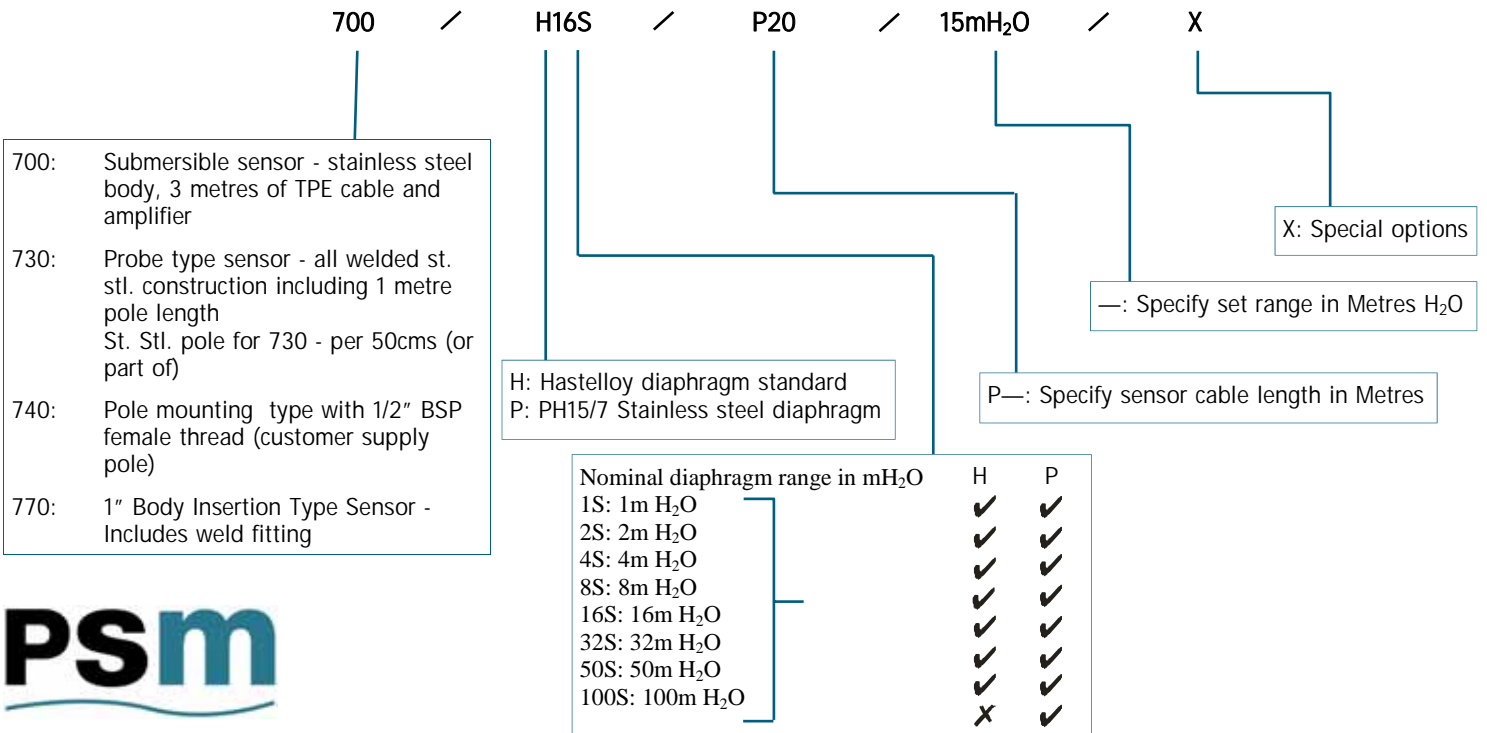 700 / H16S / P20 / 15mH₂O / X
700: Submersible sensor - stainless steel
body, 3 metres of TPE cable and
amplifier
730: Probe type sensor - all welded st.
stl. construction including 1 metre
pole length
St. Stl. pole for 730 - per 50cms (or
part of)
740: Pole mounting type with 1/2" BSP
female thread (customer supply
pole)
770: 1" Body Insertion Type Sensor -
Includes weld fitting
X: Special options
—: Specify set range in Metres H₂O
P—: Specify sensor cable length in Metres
H: Hastelloy diaphragm standard
P: PH15/7 Stainless steel diaphragm
Nominal diaphragm range in mH₂O H P
1S: 1m H₂O ✔ ✔
2S: 2m H₂O ✔ ✔
4S: 4m H₂O ✔ ✔
8S: 8m H₂O ✔ ✔
16S: 16m H₂O ✔ ✔
32S: 32m H₂O ✔ ✔
50S: 50m H₂O ✔ ✔
100S: 100m H₂O ✗ ✔
PSm